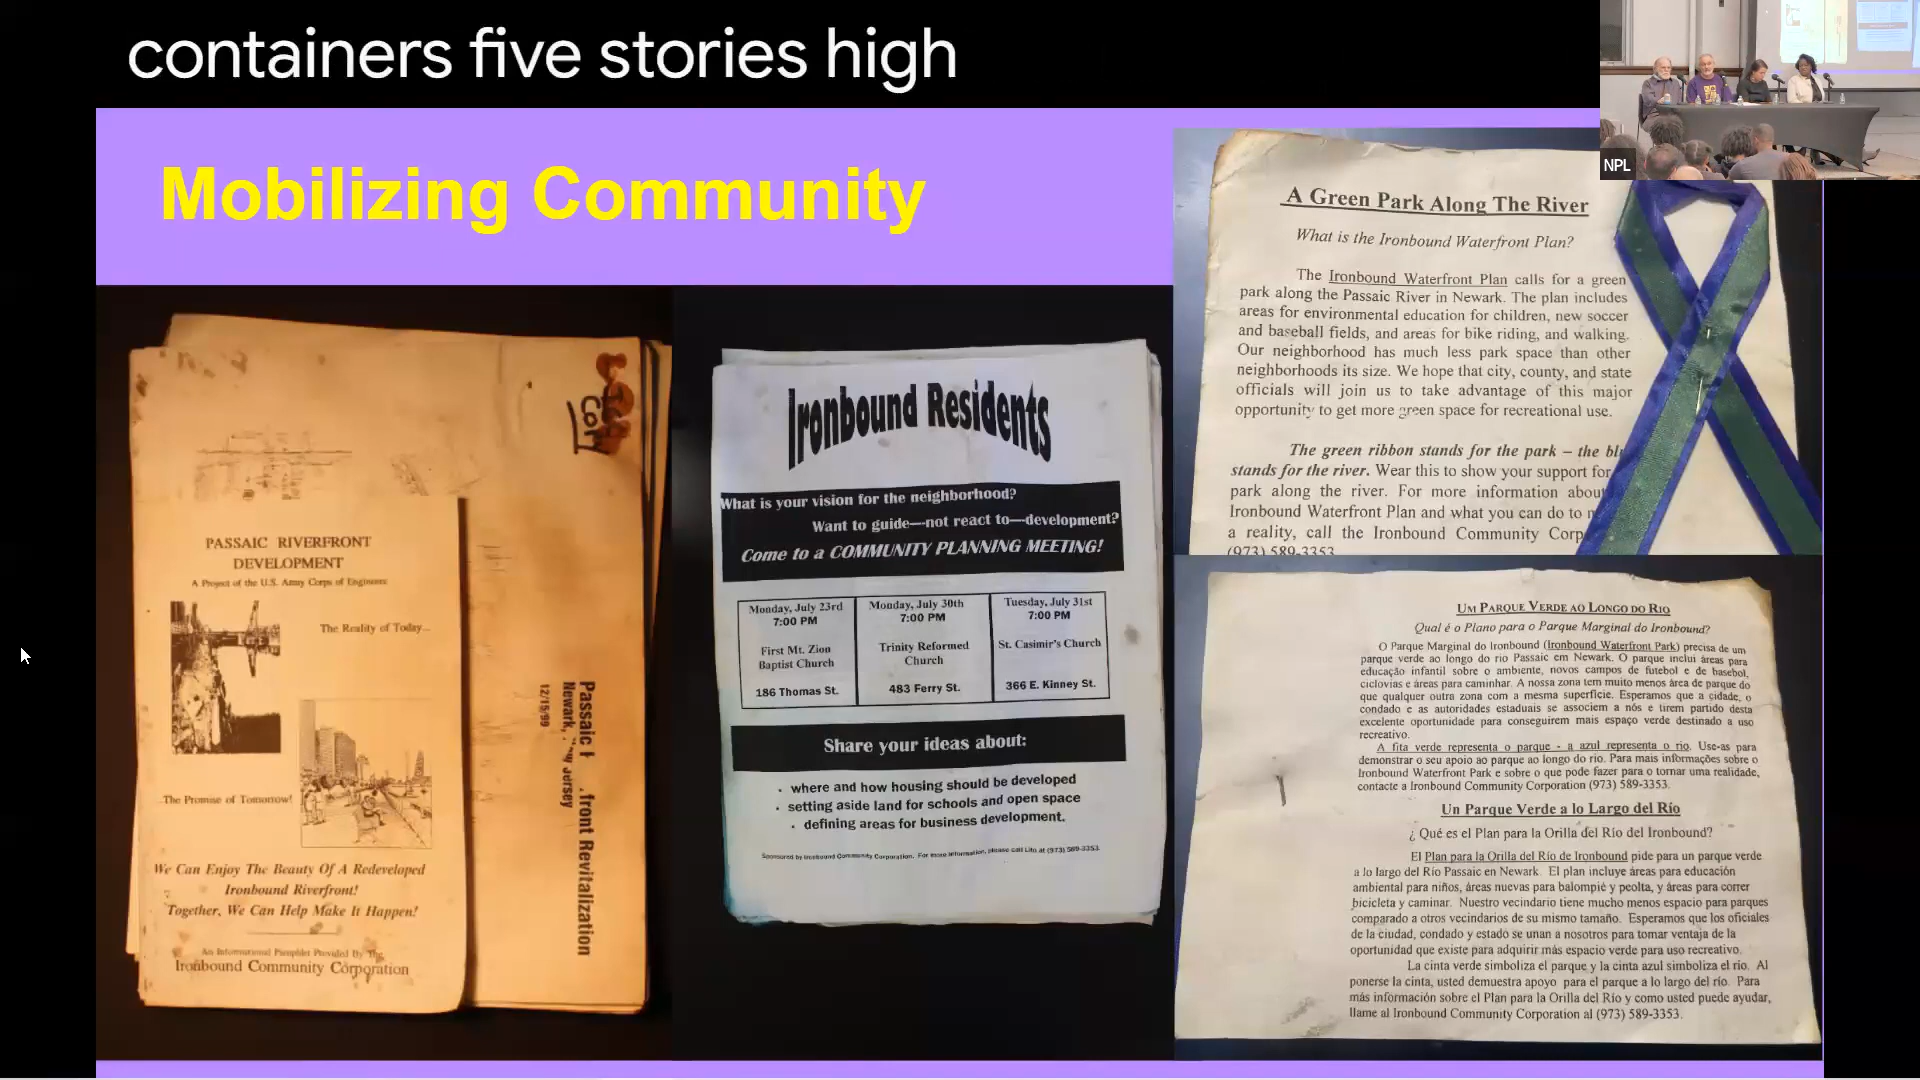 containers five stories high
NPL
Mobilizing Community
COPY
PASSAIC RIVERFRONT
DEVELOPMENT
A Project of the U.S. Army Corps of Engineers
The Reality of Today...
...The Promise of Tomorrow!
We Can Enjoy The Beauty Of A Redeveloped
Ironbound Riverfront!
Together, We Can Help Make It Happen!
An Informational Pamphlet Provided By The
Ironbound Community Corporation
Passaic front Revitalization
Newark, Jersey
12/15/99
Ironbound Residents
What is your vision for the neighborhood?
Want to guide—not react to—development?
Come to a COMMUNITY PLANNING MEETING!
Monday, July 23rd
7:00 PM
First Mt. Zion
Baptist Church
186 Thomas St.
Monday, July 30th
7:00 PM
Trinity Reformed
Church
483 Ferry St.
Tuesday, July 31st
7:00 PM
St. Casimir's Church
366 E. Kinney St.
Share your ideas about:
• where and how housing should be developed
• setting aside land for schools and open space
• defining areas for business development.
Sponsored by Ironbound Community Corporation. For more information, please call Lito at (973) 589-3353.
A Green Park Along The River
What is the Ironbound Waterfront Plan?
The Ironbound Waterfront Plan calls for a green
park along the Passaic River in Newark. The plan includes
areas for environmental education for children, new soccer
and baseball fields, and areas for bike riding, and walking.
Our neighborhood has much less park space than other
neighborhoods its size. We hope that city, county, and state
officials will join us to take advantage of this major
opportunity to get more green space for recreational use.
The green ribbon stands for the park – the bl
stands for the river. Wear this to show your support for
park along the river. For more information about
Ironbound Waterfront Plan and what you can do to
a reality, call the Ironbound Community Corp
(973) 589-3353
UM PARQUE VERDE AO LONGO DO RIO
Qual é o Plano para o Parque Marginal do Ironbound?
O Parque Marginal do Ironbound (Ironbound Waterfront Park) precisa de um
parque verde ao longo do rio Passaic em Newark. O parque inclui áreas para
educação infantil sobre o ambiente, novos campos de futebol e de basebol,
ciclovias e áreas para caminhar. A nossa zona tem muito menos área de parque do
que qualquer outra zona com a mesma superfície. Esperamos que a cidade, o
condado e as autoridades estaduais se associem a nós e tirem partido desta
excelente oportunidade para conseguirem mais espaço verde destinado a uso
recreativo.
A fita verde representa o parque - a azul representa o rio. Use-as para
demonstrar o seu apoio ao parque ao longo do rio. Para mais informações sobre o
Ironbound Waterfront Park e sobre o que pode fazer para o tornar uma realidade,
contacte a Ironbound Community Corporation (973) 589-3353.
Un Parque Verde a lo Largo del Río
¿ Qué es el Plan para la Orilla del Río del Ironbound?
El Plan para la Orilla del Río de Ironbound pide para un parque verde
a lo largo del Río Passaic en Newark. El plan incluye áreas para educación
ambiental para niños, áreas nuevas para balompié y peolta, y áreas para correr
bicicleta y caminar. Nuestro vecindario tiene mucho menos espacio para parques
comparado a otros vecindarios de su mismo tamaño. Esperamos que los oficiales
de la ciudad, condado y estado se unan a nosotros para tomar ventaja de la
oportunidad que existe para adquirir más espacio verde para uso recreativo.
La cinta verde simboliza el parque y la cinta azul simboliza el río. Al
ponerse la cinta, usted demuestra apoyo para el parque a lo largo del río. Para
más información sobre el Plan para la Orilla del Río y como usted puede ayudar,
llame al Ironbound Community Corporation al (973) 589-3353.